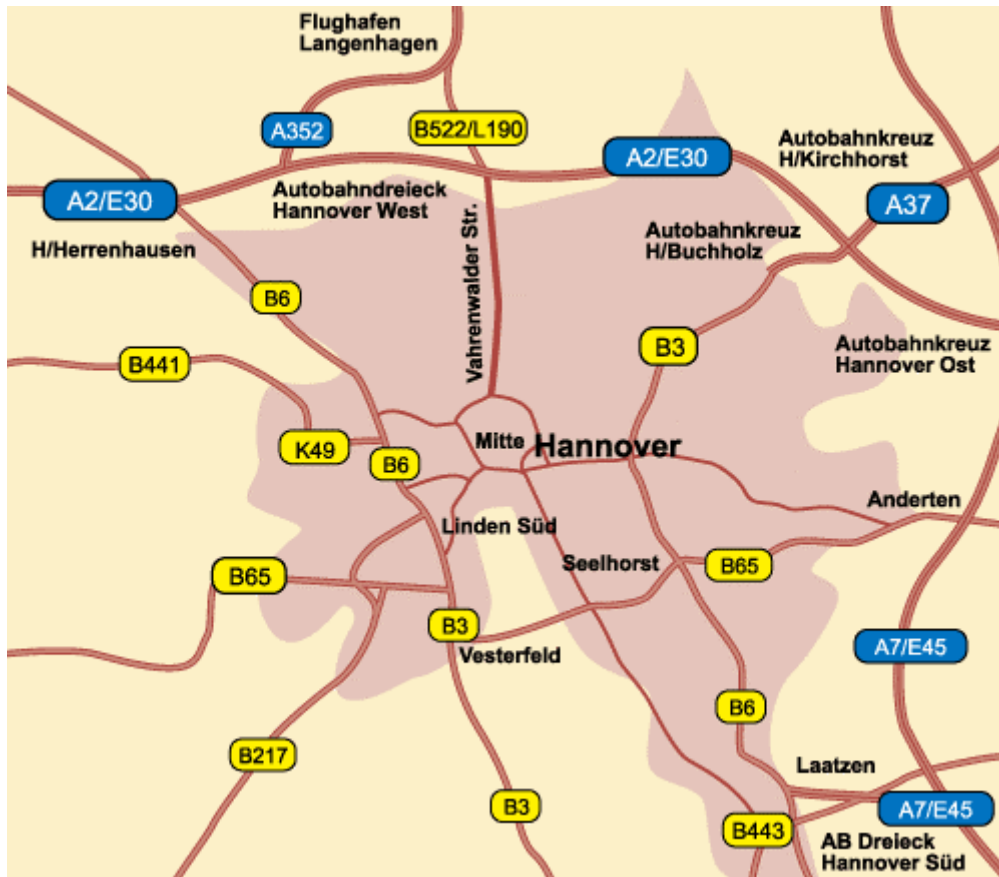 Flughafen
Langenhagen
A352
B522/L190
A2/E30
Autobahnkreuz
H/Kirchhorst
A2/E30
Autobahndreieck
Hannover West
A37
H/Herrenhausen
Vahrenwalder Str.
Autobahnkreuz
H/Buchholz
B6
B3
Autobahnkreuz
Hannover Ost
B441
K49
B6
Mitte
Hannover
Anderten
Linden Süd
Seelhorst
B65
B65
B3
Vesterfeld
A7/E45
B6
B217
Laatzen
B3
A7/E45
B443
AB Dreieck
Hannover Süd